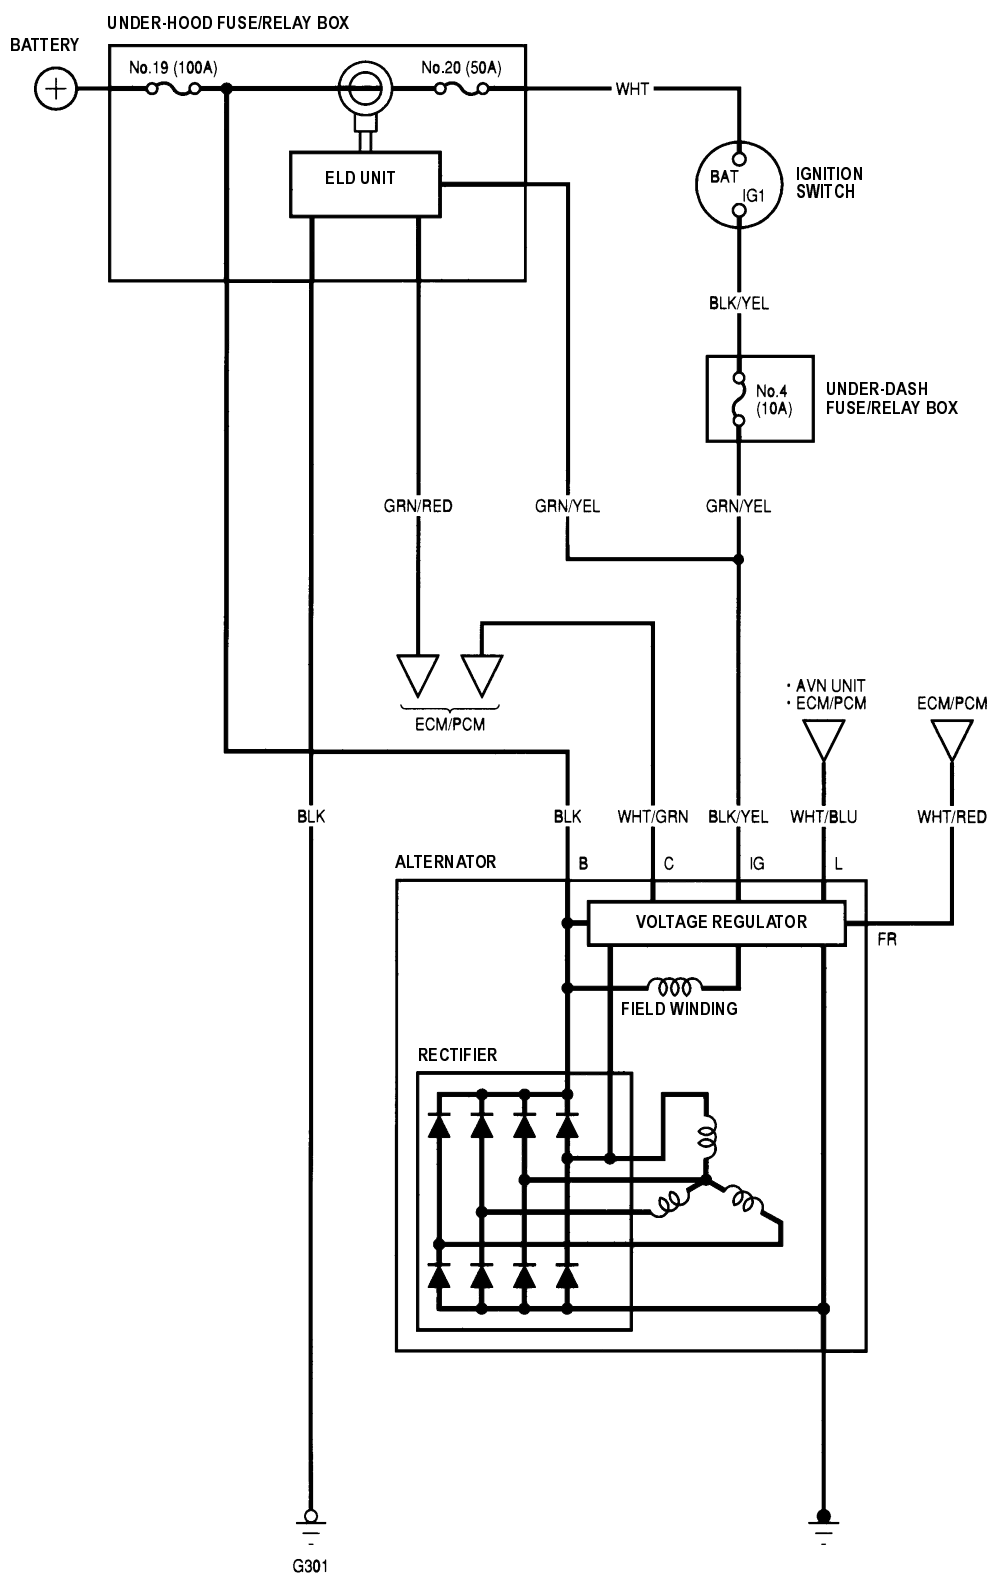 UNDER-HOOD FUSE/RELAY BOX
BATTERY
No.19 (100A)
No.20 (50A)
WHT
ELD UNIT
BAT
IG1
IGNITION
SWITCH
BLK/YEL
No.4
(10A)
UNDER-DASH
FUSE/RELAY BOX
GRN/RED
GRN/YEL
GRN/YEL
· AVN UNIT
· ECM/PCM
ECM/PCM
ECM/PCM
BLK
BLK
WHT/GRN
BLK/YEL
WHT/BLU
WHT/RED
ALTERNATOR
B
C
IG
L
VOLTAGE REGULATOR
FR
FIELD WINDING
RECTIFIER
G301